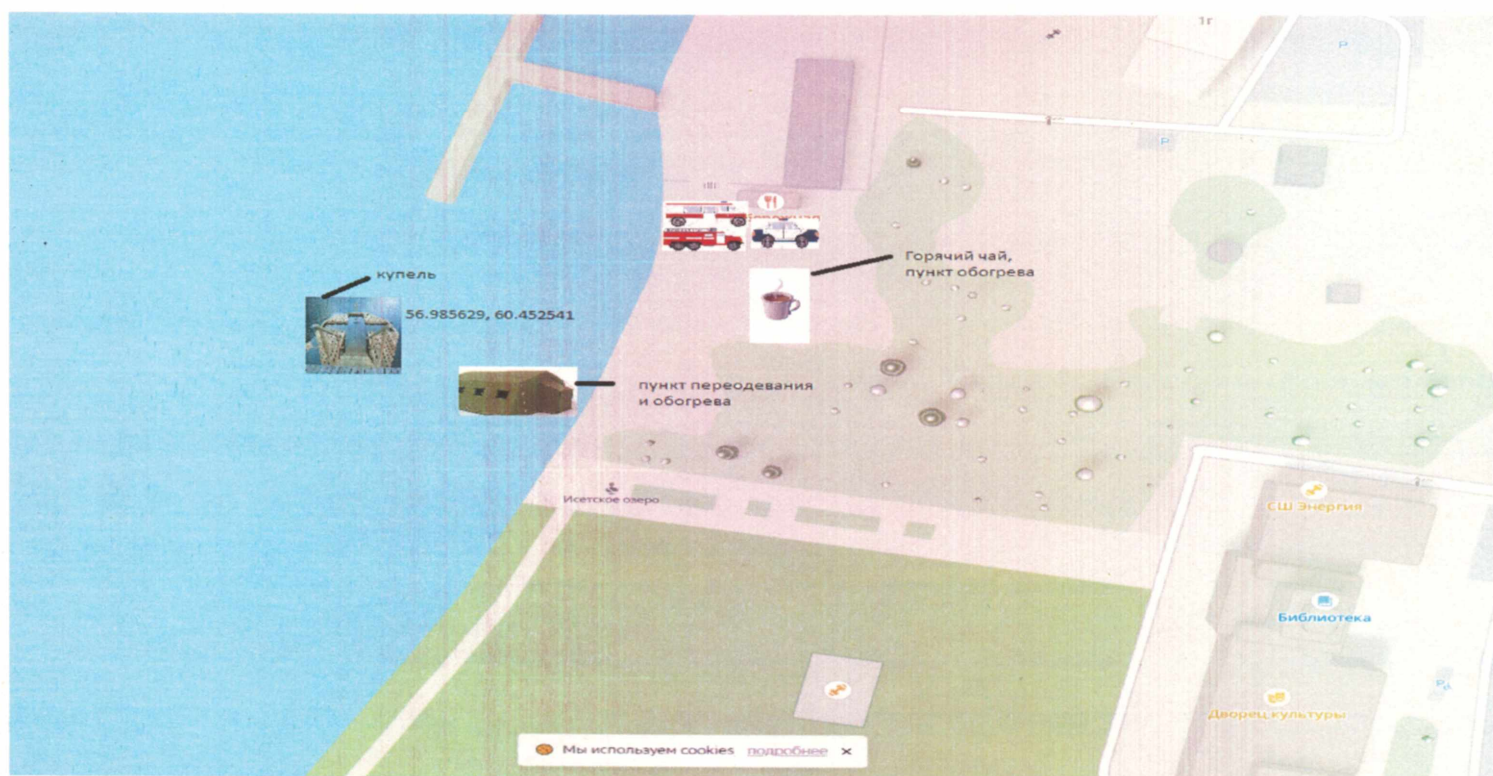 1г
P
P
купель
56.985629, 60.452541
Горячий чай,
пункт обогрева
пункт переодевания
и обогрева
Исетское озеро
СШ Энергия
Библиотека
P
Дворец культуры
Мы используем cookies подробнее ×